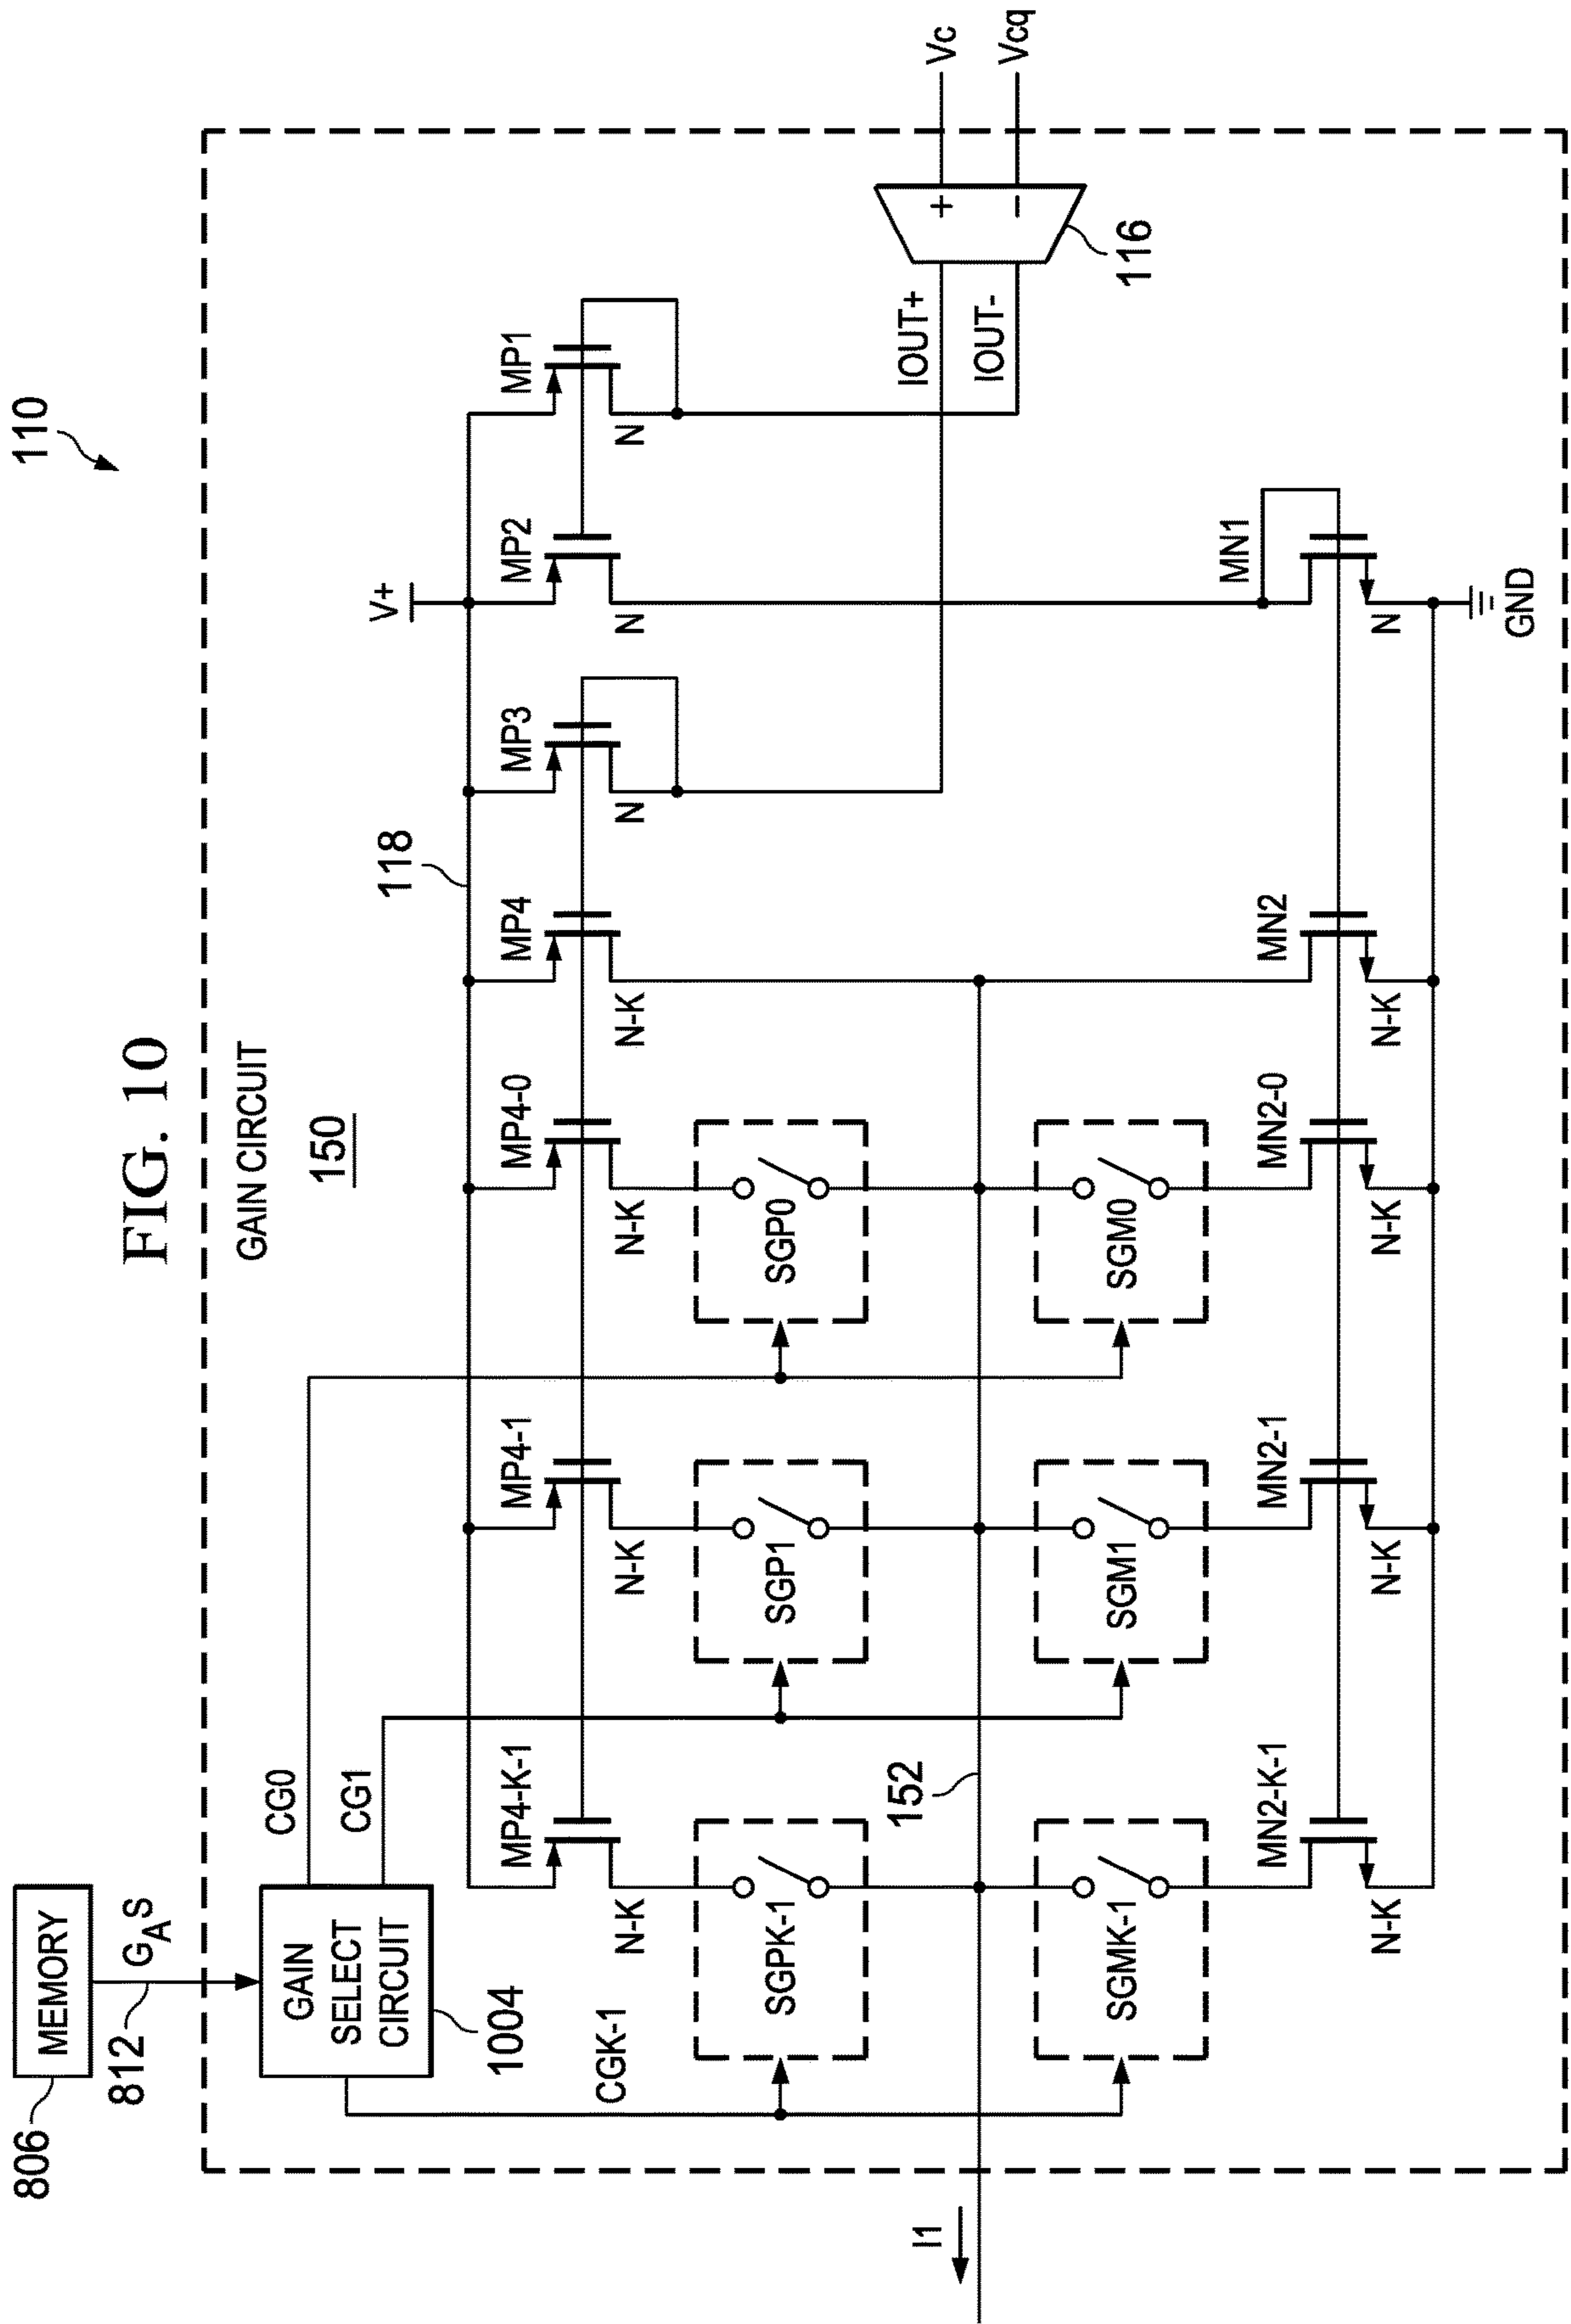 FIG. 10
110
806
MEMORY
812
GAS
GAIN CIRCUIT
150
GAIN
SELECT
CIRCUIT
1004
CG0
CG1
CGK-1
118
V+
MP4-K-1
MP4-1
MP4-0
MP4
MP3
MP2
MP1
N-K
N-K
N-K
N-K
N
N
N
SGPK-1
SGP1
SGP0
IOUT+
IOUT-
+
-
Vc
Vcq
116
I1
152
SGMK-1
SGM1
SGM0
MN2-K-1
MN2-1
MN2-0
MN2
MN1
N-K
N-K
N-K
N-K
N
GND